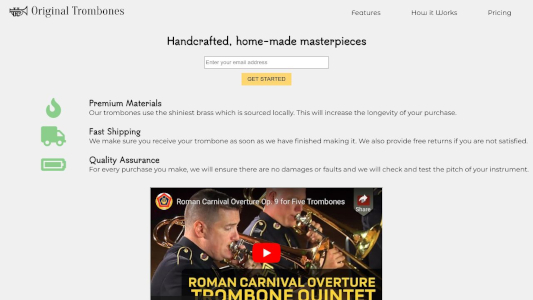 Original Trombones
Features
How it Works
Pricing
Handcrafted, home-made masterpieces
Enter your email address
GET STARTED
Premium Materials
Our trombones use the shiniest brass which is sourced locally. This will increase the longevity of your purchase.
Fast Shipping
We make sure you receive your trombone as soon as we have finished making it. We also provide free returns if you are not satisfied.
Quality Assurance
For every purchase you make, we will ensure there are no damages or faults and we will check and test the pitch of your instrument.
Roman Carnival Overture Op. 9 for Five Trombones
Share
ROMAN CARNIVAL OVERTURE
TROMBONE QUINTET